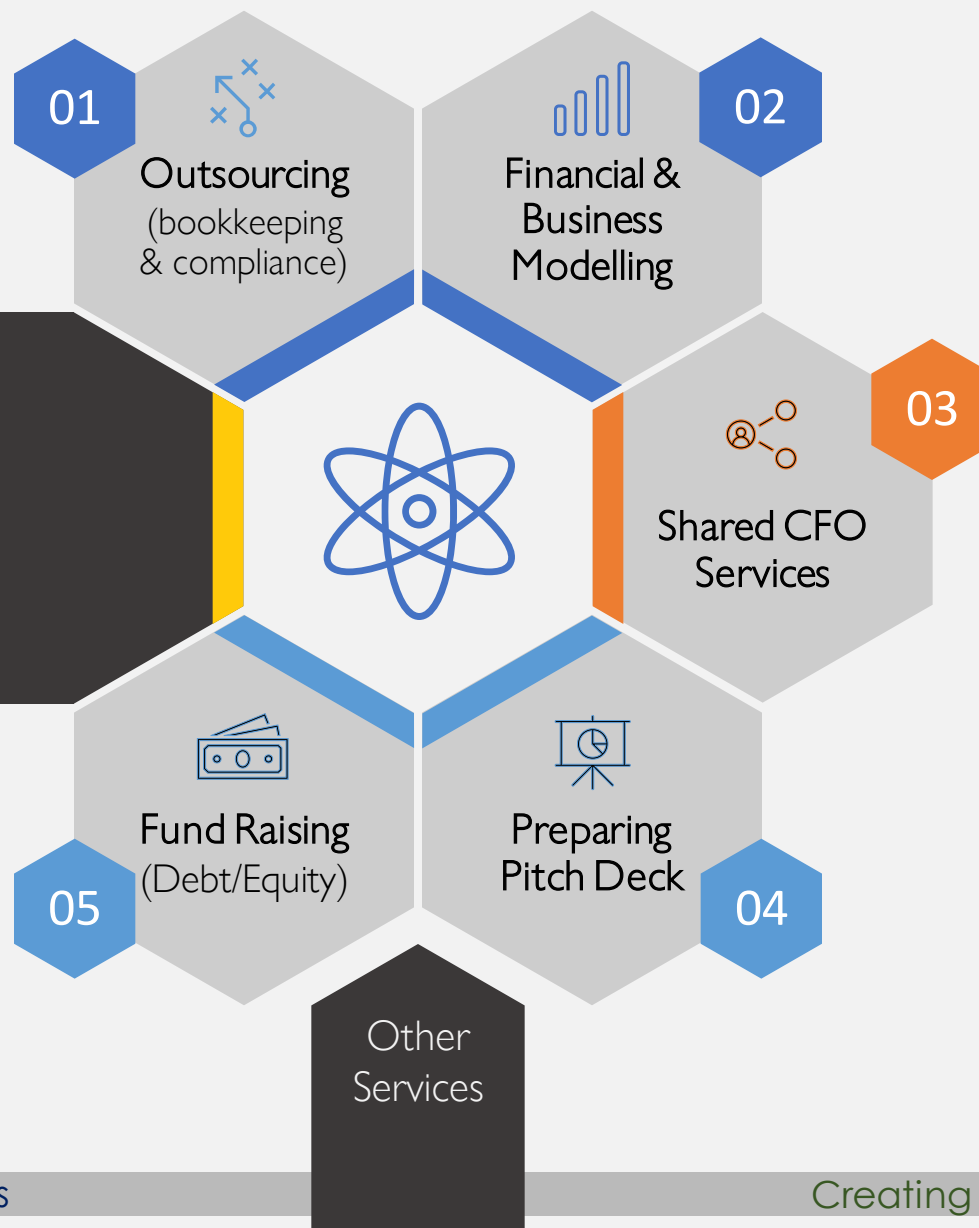 01
Outsourcing
(bookkeeping
& compliance)
02
Financial &
Business
Modelling
03
Shared CFO
Services
Fund Raising
(Debt/Equity)
05
Preparing
Pitch Deck
04
Other
Services
s
Creating